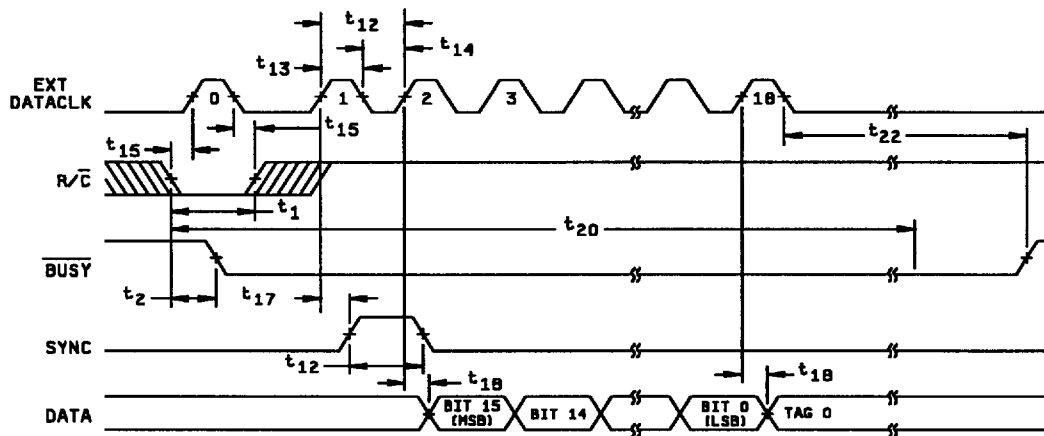 t12
t14
t13
EXT
DATACLK
0
1
2
3
18
t15
t15
t22
R/C̅
t1
t20
B̅U̅S̅Y̅
t2
t17
SYNC
t12
t18
t18
DATA
BIT 15
(MSB)
BIT 14
BIT 0
(LSB)
TAG 0